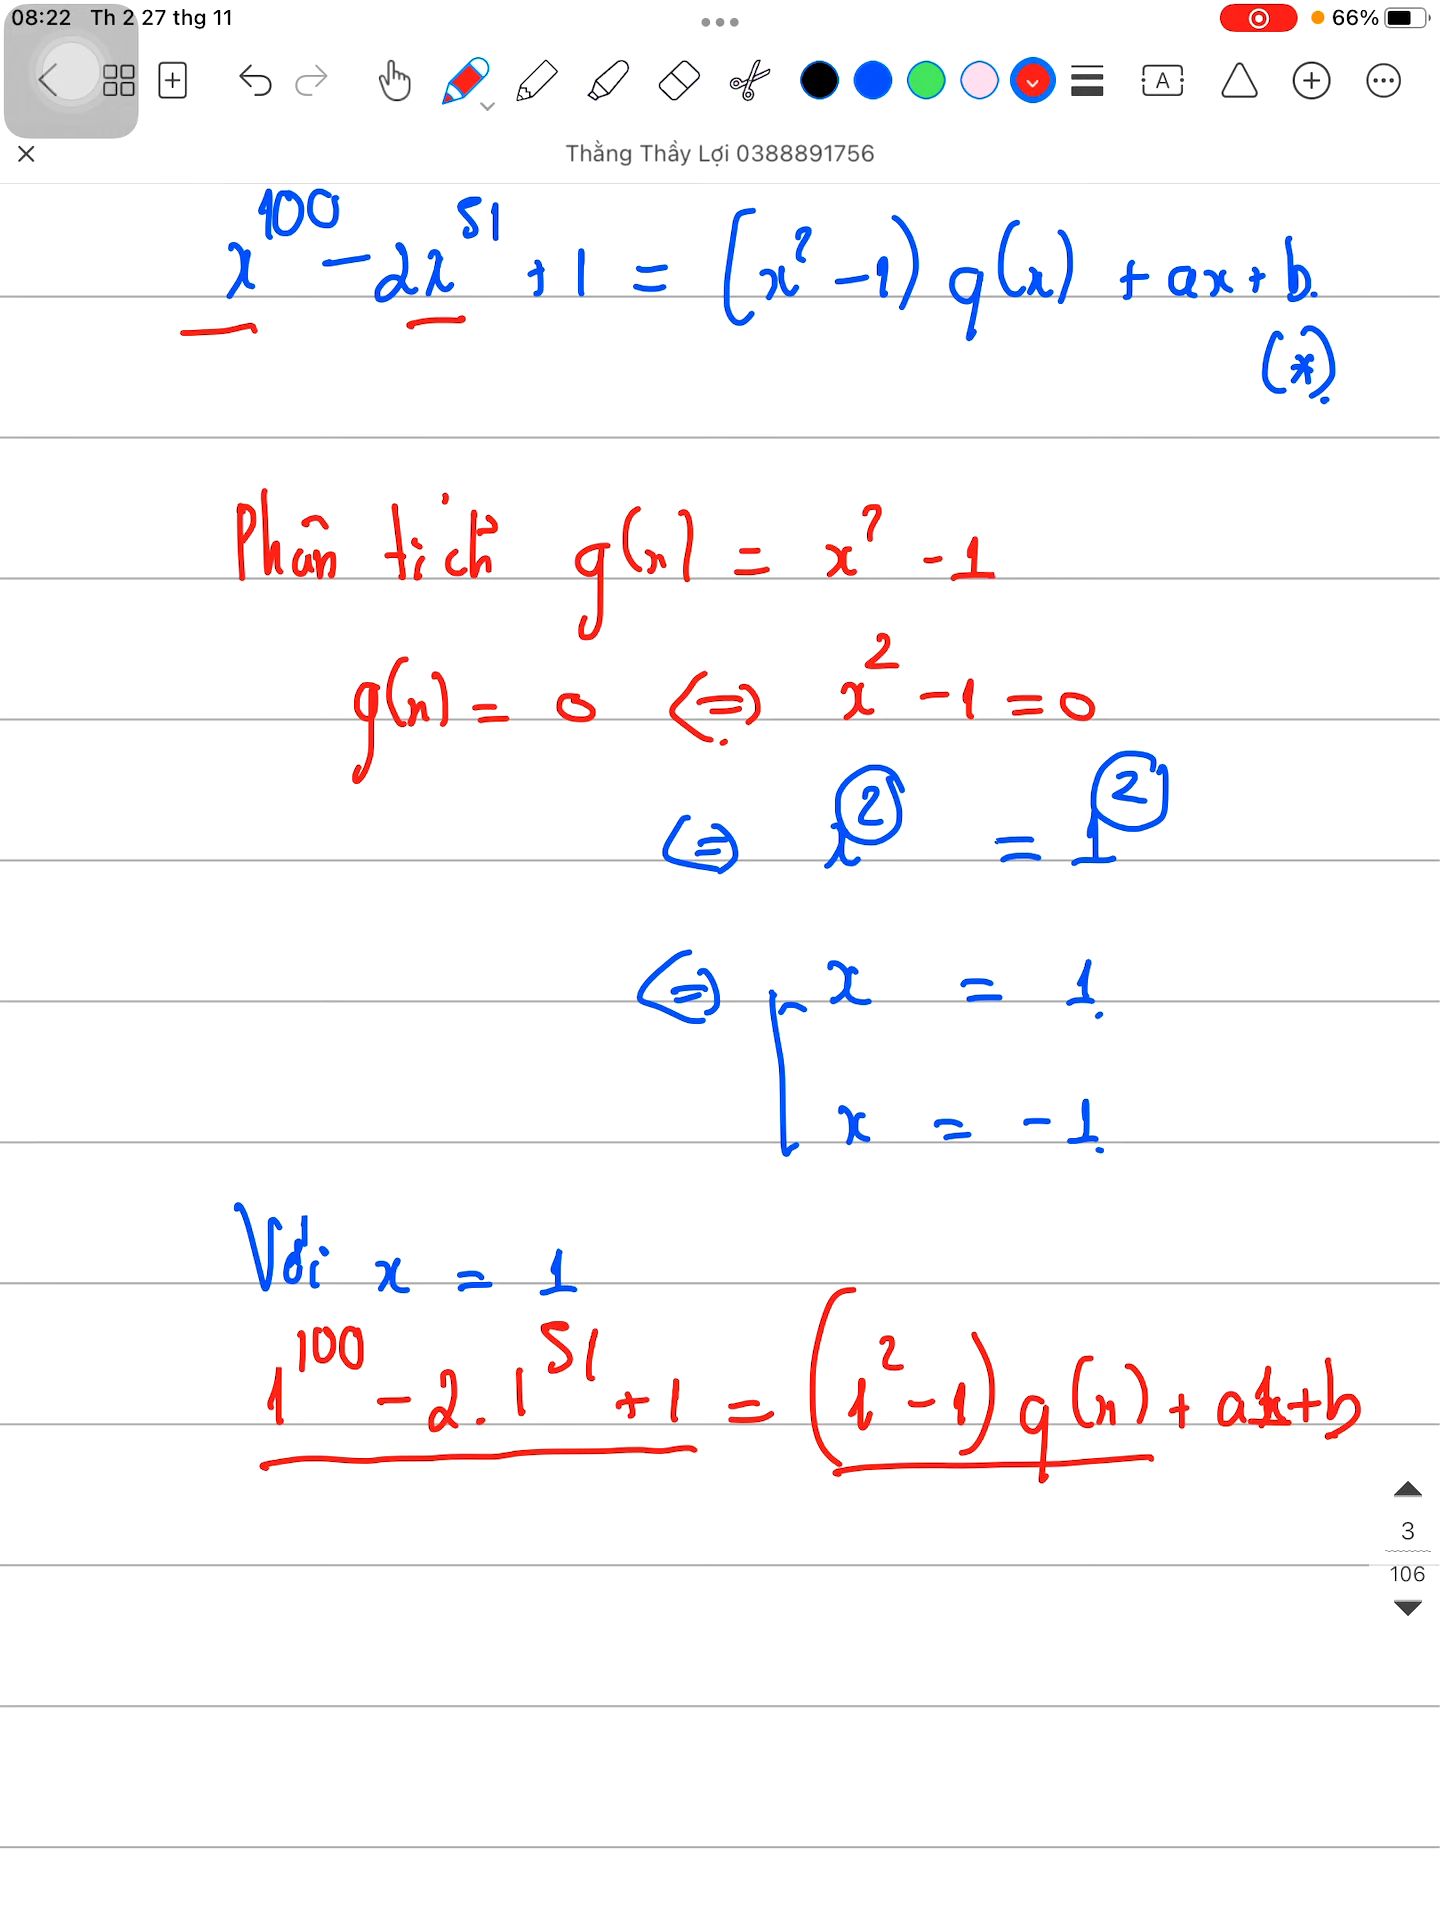 08:22 Th 2 27 thg 11
66%
A
Thằng Thầy Lợi 0388891756
x^100 - 2x^51 + 1 = (x^2 - 1) q(x) + ax + b.
(*).
Phân tích g(x) = x^2 - 1
g(x) = 0 <=> x^2 - 1 = 0
<=> x^2 = 1^2
<=> [ x = 1.
x = -1.
Với x = 1
1^100 - 2.1^51 + 1 = (1^2 - 1) q(x) + a1 + b
3
106